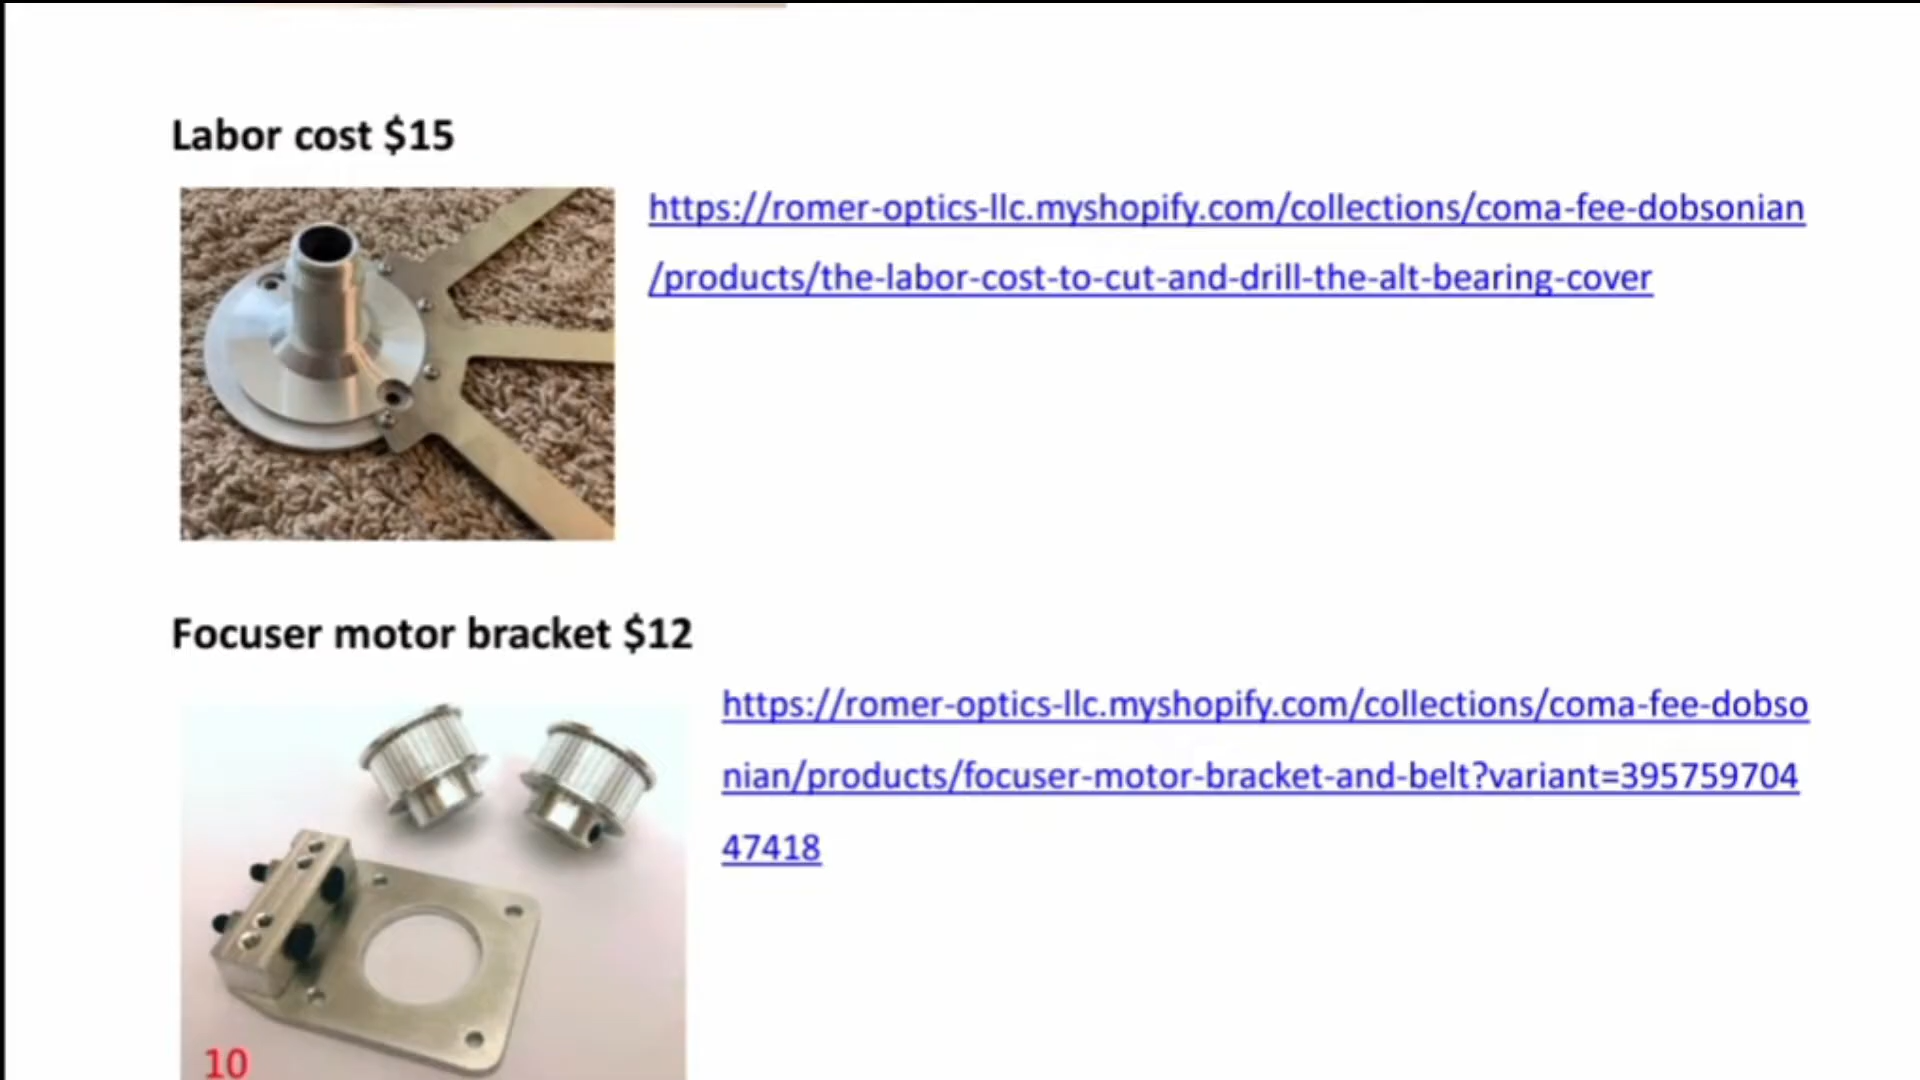 Labor cost $15
https://romer-optics-llc.myshopify.com/collections/coma-fee-dobsonian
/products/the-labor-cost-to-cut-and-drill-the-alt-bearing-cover
Focuser motor bracket $12
https://romer-optics-llc.myshopify.com/collections/coma-fee-dobso
nian/products/focuser-motor-bracket-and-belt?variant=395759704
47418
10